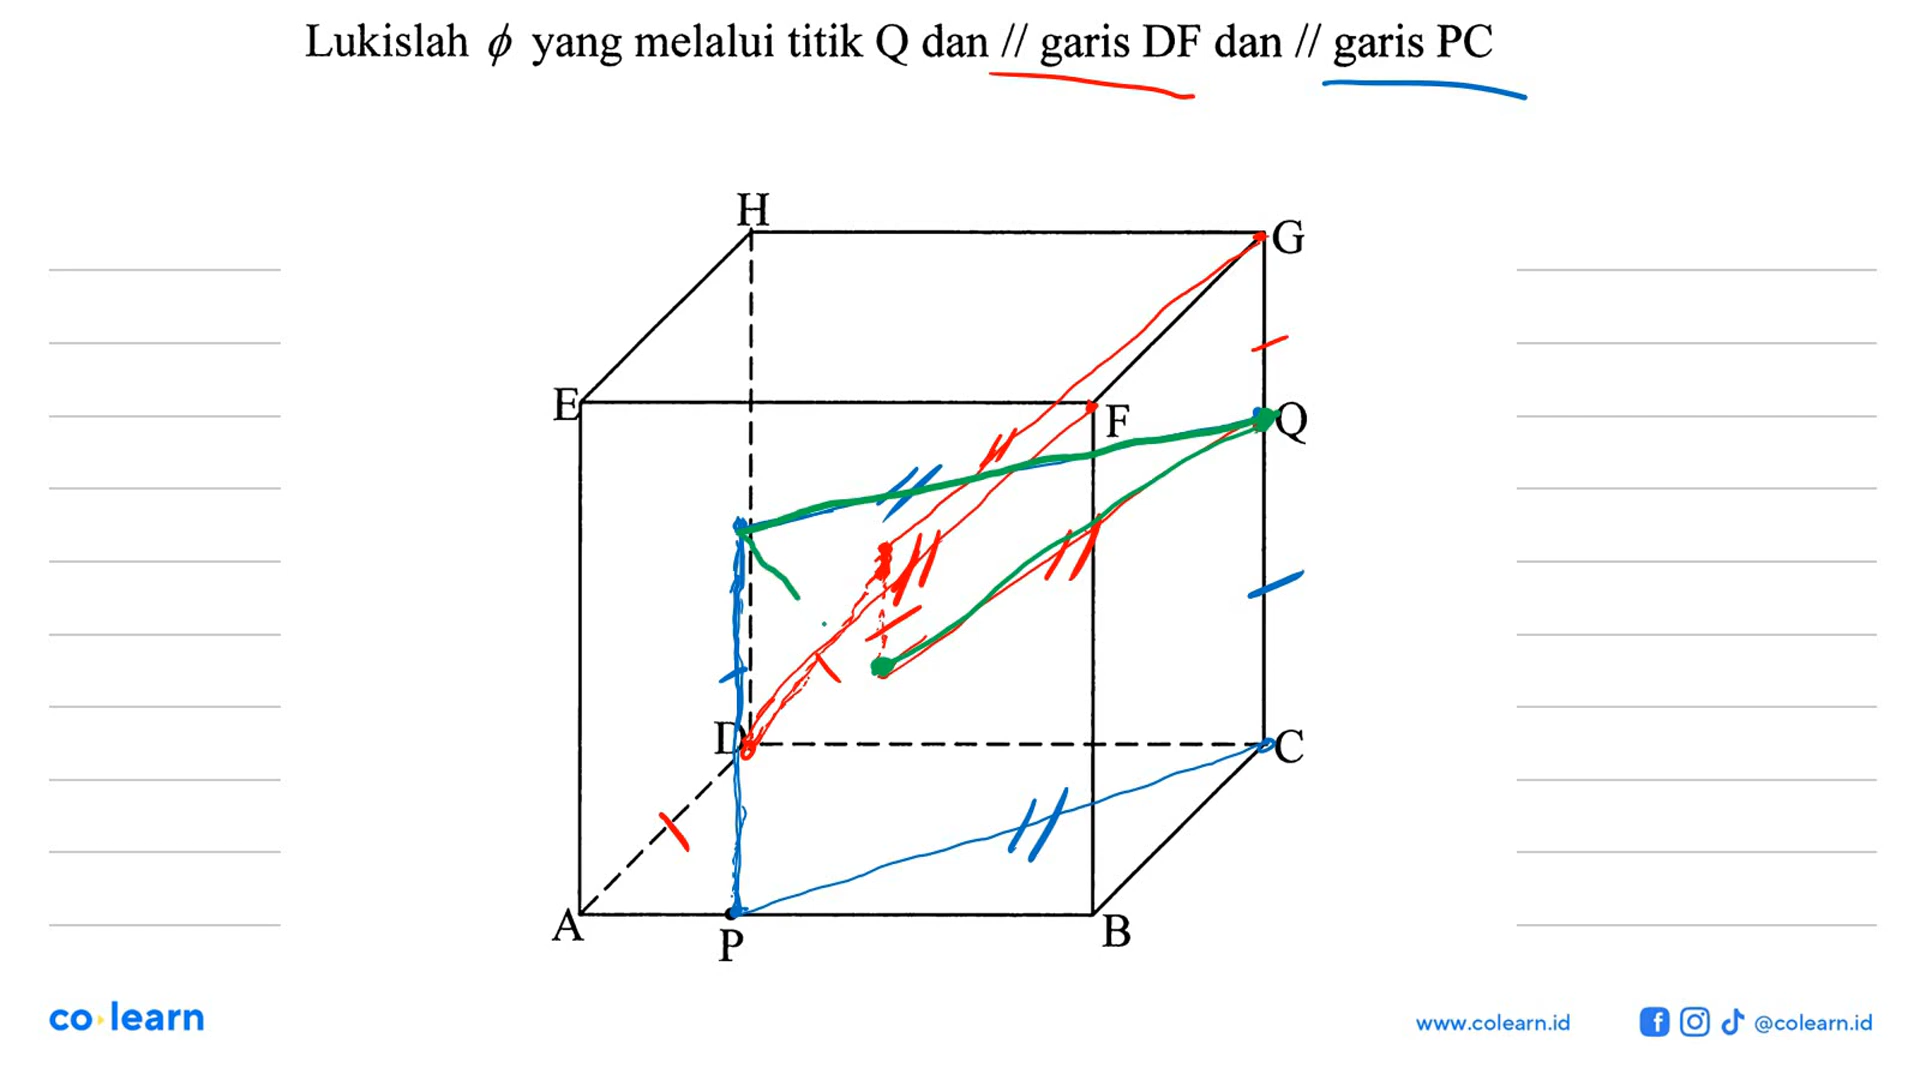 Lukislah ϕ yang melalui titik Q dan // garis DF dan // garis PC
H
G
E
F
Q
D
C
A
P
B
co learn
www.colearn.id
@colearn.id